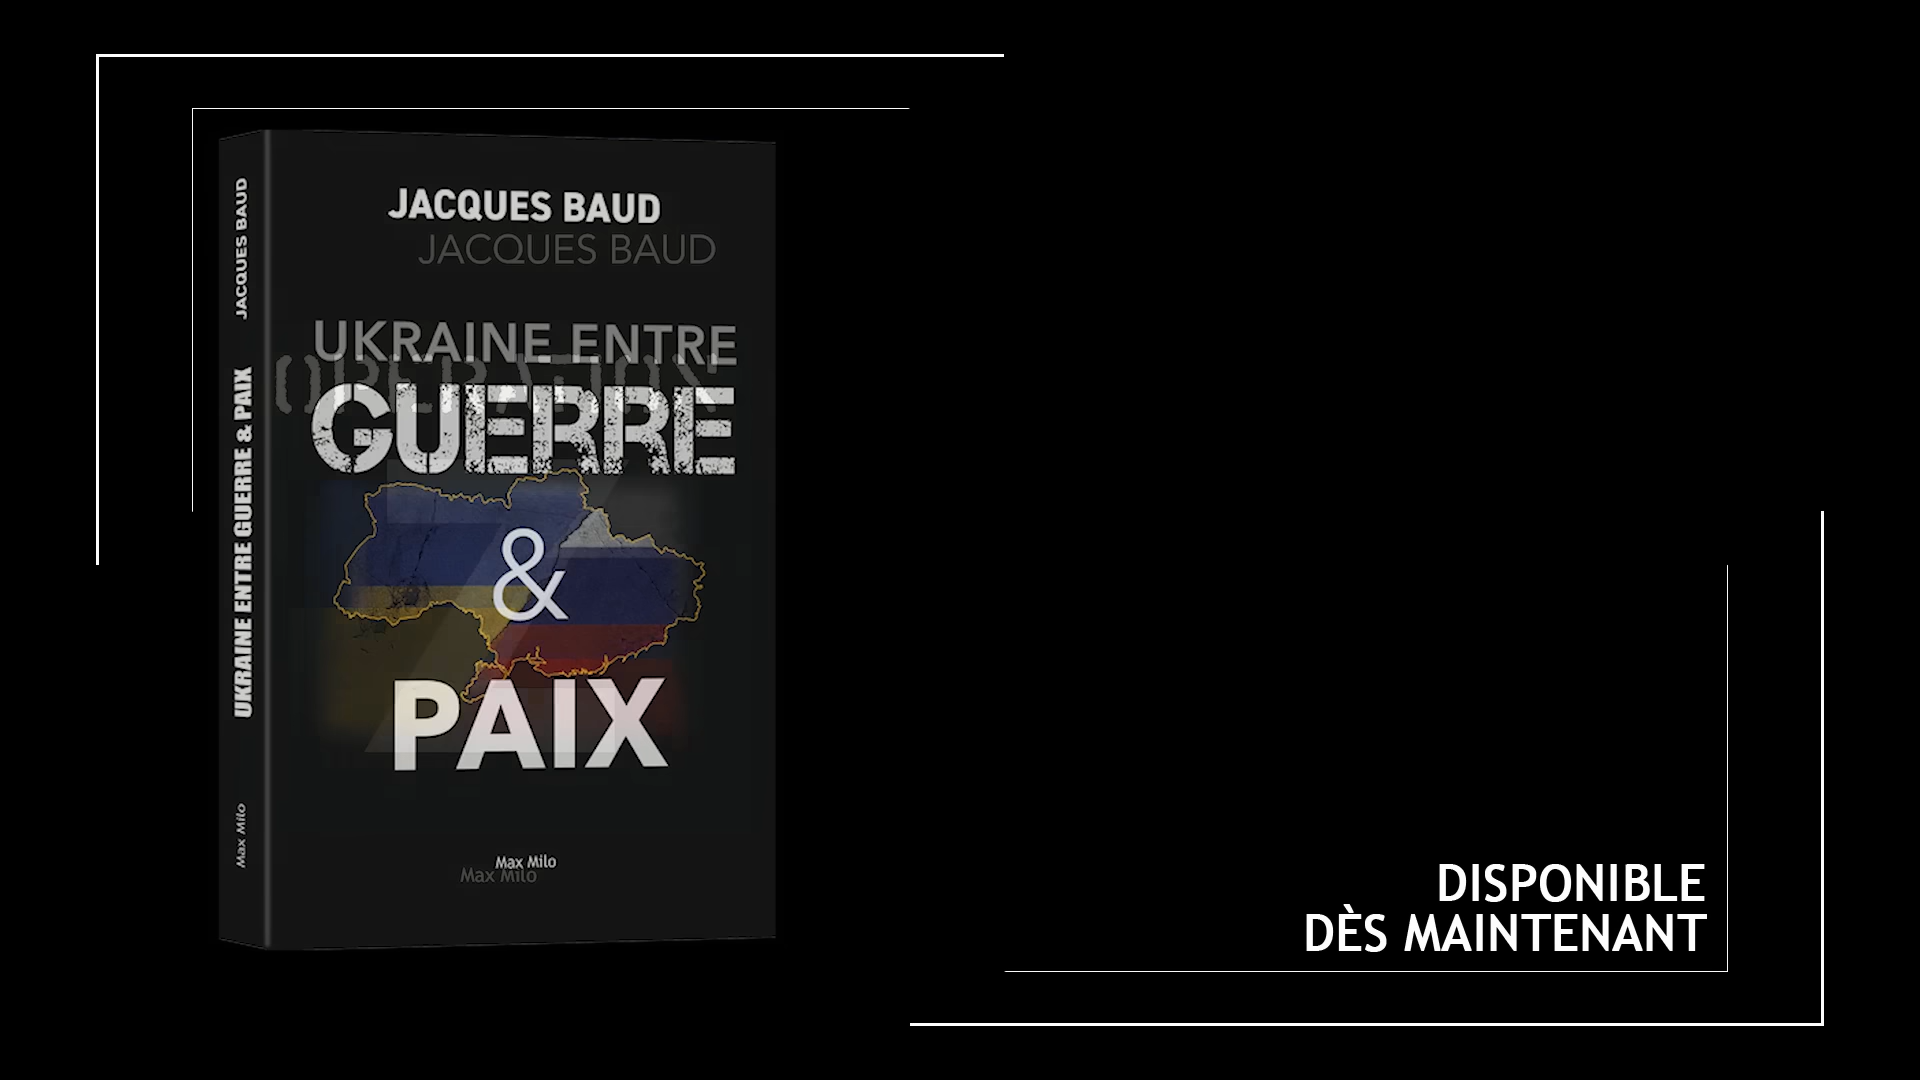 JACQUES BAUD
JACQUES BAUD
UKRAINE ENTRE
OPÉRATION
GUERRE
&
PAIX
Max Milo
Max Milo
JACQUES BAUD
UKRAINE ENTRE GUERRE & PAIX
Max Milo
DISPONIBLE
DÈS MAINTENANT